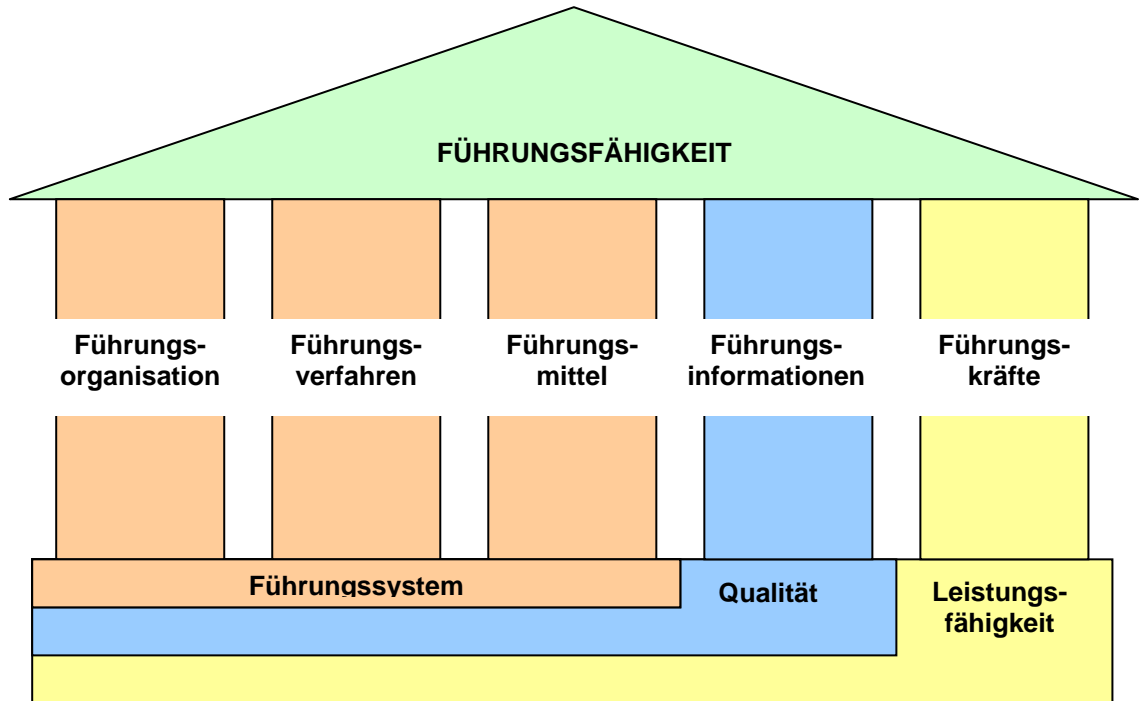 FÜHRUNGSFÄHIGKEIT
Führungs-
organisation
Führungs-
verfahren
Führungs-
mittel
Führungs-
informationen
Führungs-
kräfte
Führungssystem
Qualität
Leistungs-
fähigkeit